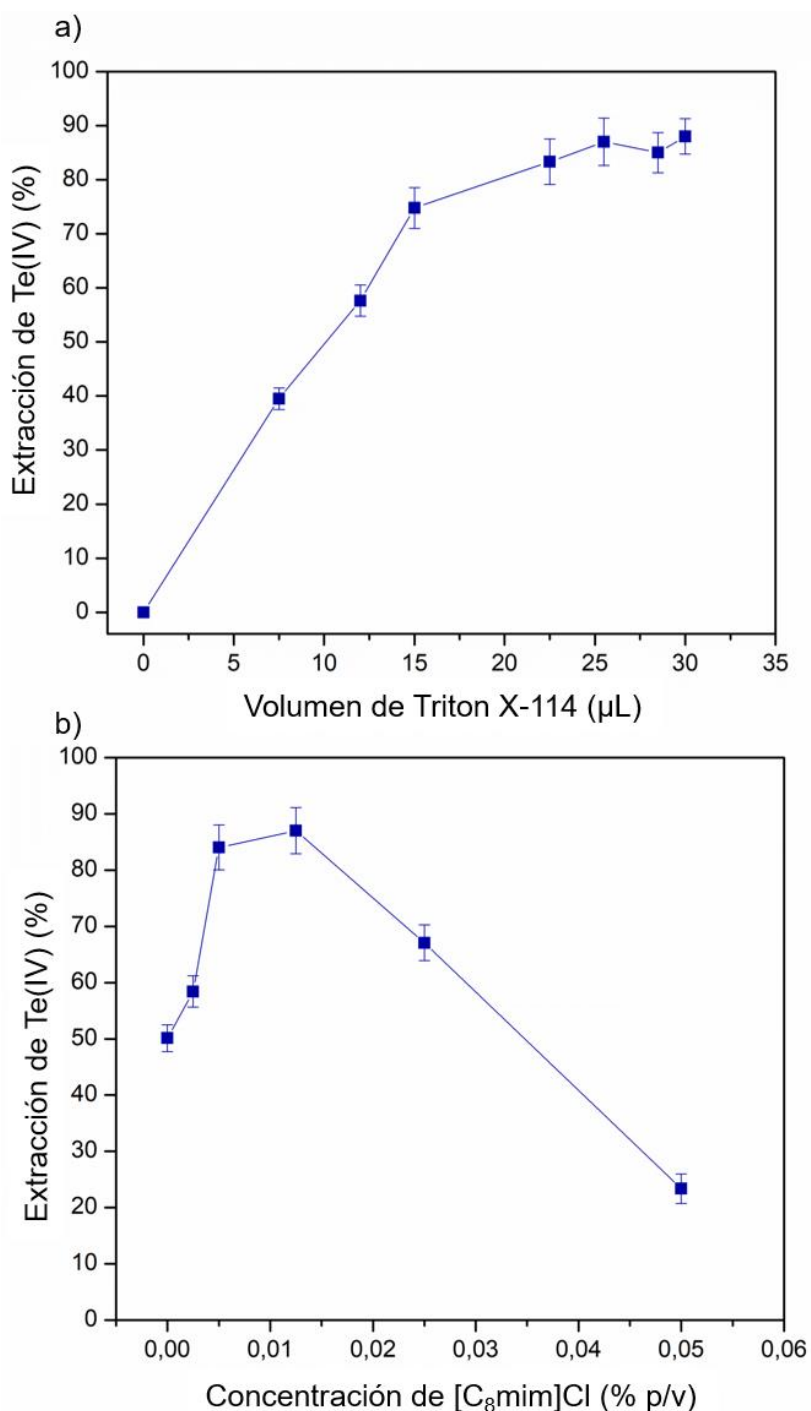 a)
100
90
80
70
60
50
40
30
20
10
0
Extracción de Te(IV) (%)
0 5 10 15 20 25 30 35
Volumen de Triton X-114 (µL)
b)
100
90
80
70
60
50
40
30
20
10
0
Extracción de Te(IV) (%)
0,00 0,01 0,02 0,03 0,04 0,05 0,06
Concentración de [C₈mim]Cl (% p/v)